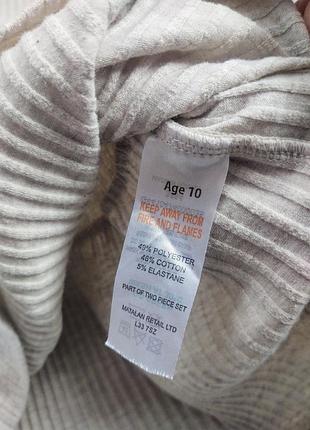 Age 10
KEEP AWAY FROM
FIRE AND FLAMES
49% POLYESTER
46% COTTON
5% ELASTANE
PART OF TWO PIECE SET
MATALAN RETAIL LTD
L33 7SZ